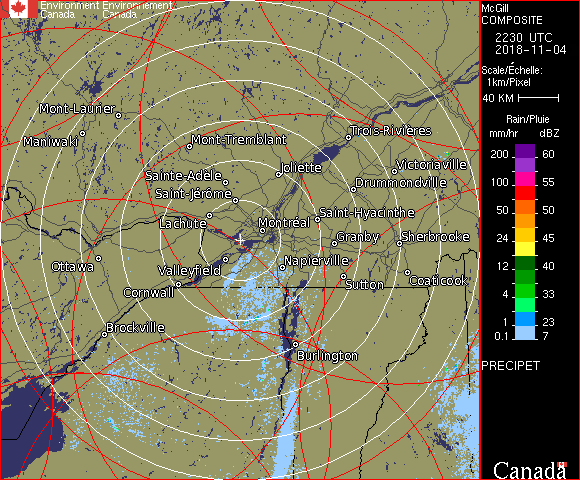 Environment Environnement
Canada Canada
McGill
COMPOSITE
2230 UTC
2018-11-04
Scale/Échelle:
1km/Pixel
40 KM
Rain/Pluie
mm/hr dBZ
200 60
100 55
50 50
24 45
12 40
4 33
1 23
0.1 7
PRECIPET
Canada
Mont-Laurier
Maniwaki
Mont-Tremblant
Trois-Rivières
Joliette
Victoriaville
Sainte-Adèle
Drummondville
Saint-Jérôme
Saint-Hyacinthe
Lachute
Montréal
Granby
Sherbrooke
Ottawa
Valleyfield
Napierville
Cornwall
Sutton
Coaticook
Brockville
Burlington